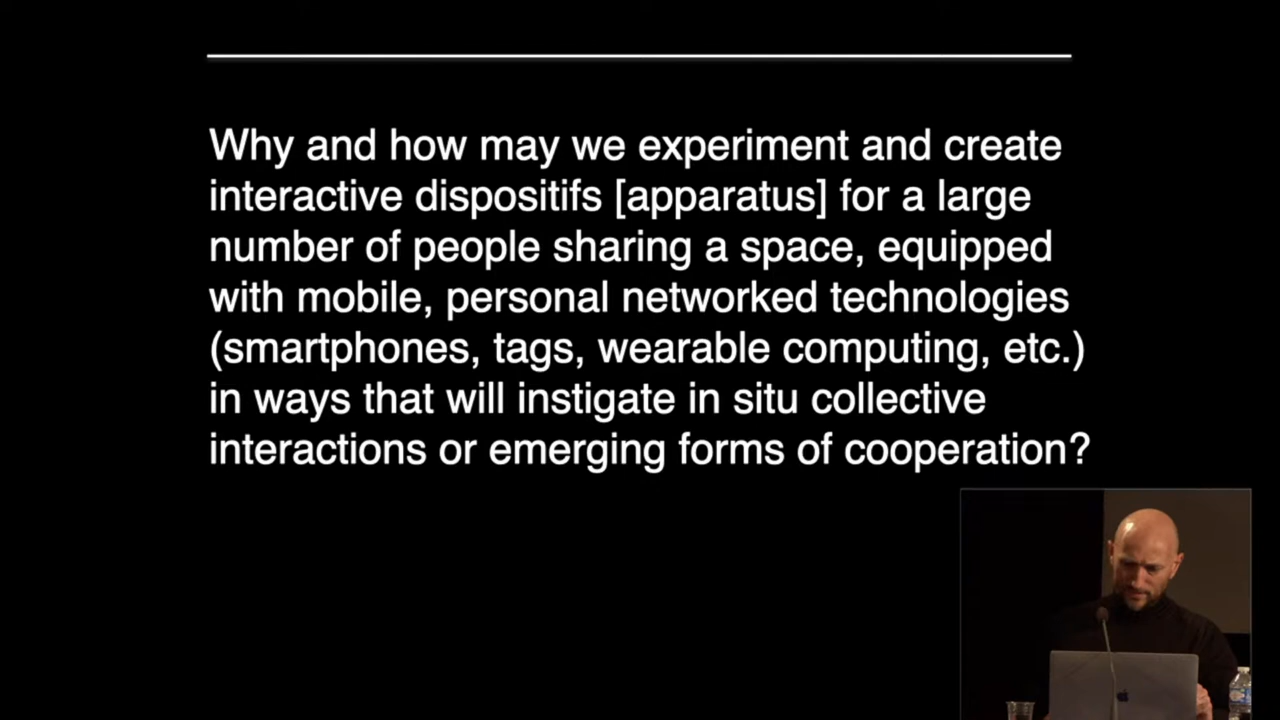 Why and how may we experiment and create
interactive dispositifs [apparatus] for a large
number of people sharing a space, equipped
with mobile, personal networked technologies
(smartphones, tags, wearable computing, etc.)
in ways that will instigate in situ collective
interactions or emerging forms of cooperation?